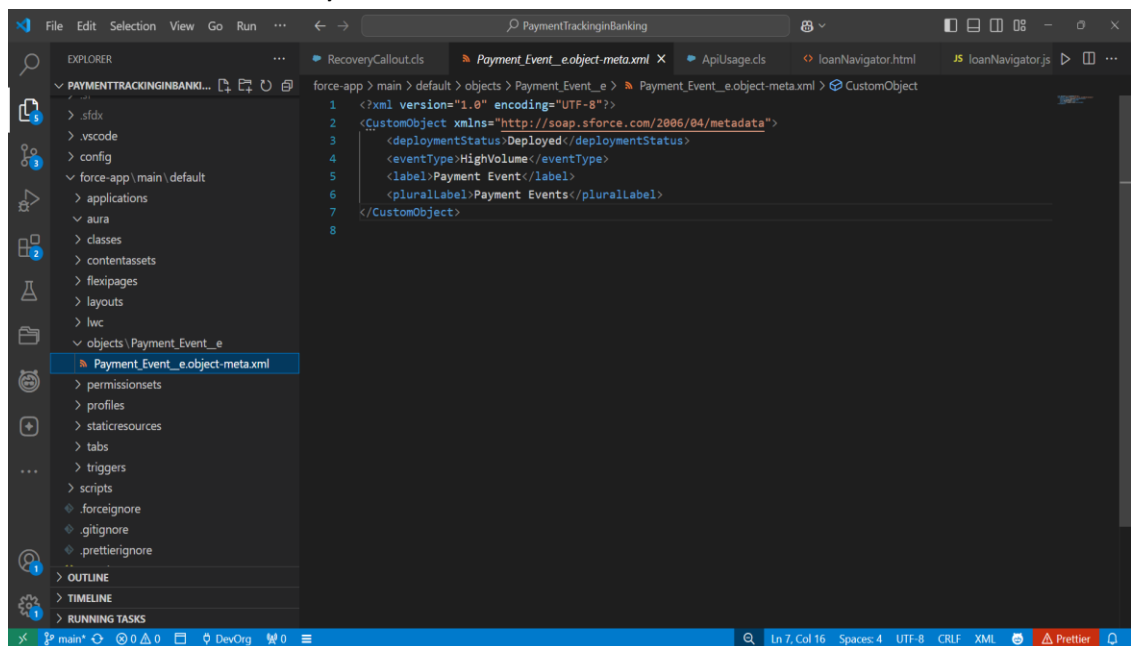 File Edit Selection View Go Run ···
PaymentTrackinginBanking
EXPLORER ···
RecoveryCallout.cls
Payment_Event__e.object-meta.xml
ApiUsage.cls
loanNavigator.html
JS loanNavigator.js
PAYMENTTRACKINGINBANKI...
force-app > main > default > objects > Payment_Event__e > Payment_Event__e.object-meta.xml > CustomObject
> .sfdx
> .vscode
> config
force-app\main\default
> applications
aura
> classes
> contentassets
> flexipages
> layouts
> lwc
objects\Payment_Event__e
Payment_Event__e.object-meta.xml
> permissionsets
> profiles
> staticresources
> tabs
> triggers
> scripts
.forceignore
.gitignore
.prettierignore
> OUTLINE
> TIMELINE
> RUNNING TASKS
1 <?xml version="1.0" encoding="UTF-8"?>
2 <CustomObject xmlns="http://soap.sforce.com/2006/04/metadata">
3 <deploymentStatus>Deployed</deploymentStatus>
4 <eventType>HighVolume</eventType>
5 <label>Payment Event</label>
6 <pluralLabel>Payment Events</pluralLabel>
7 </CustomObject>
8
5
3
2
1
1
main* 0 0 DevOrg 0
Ln 7, Col 16 Spaces: 4 UTF-8 CRLF XML Prettier